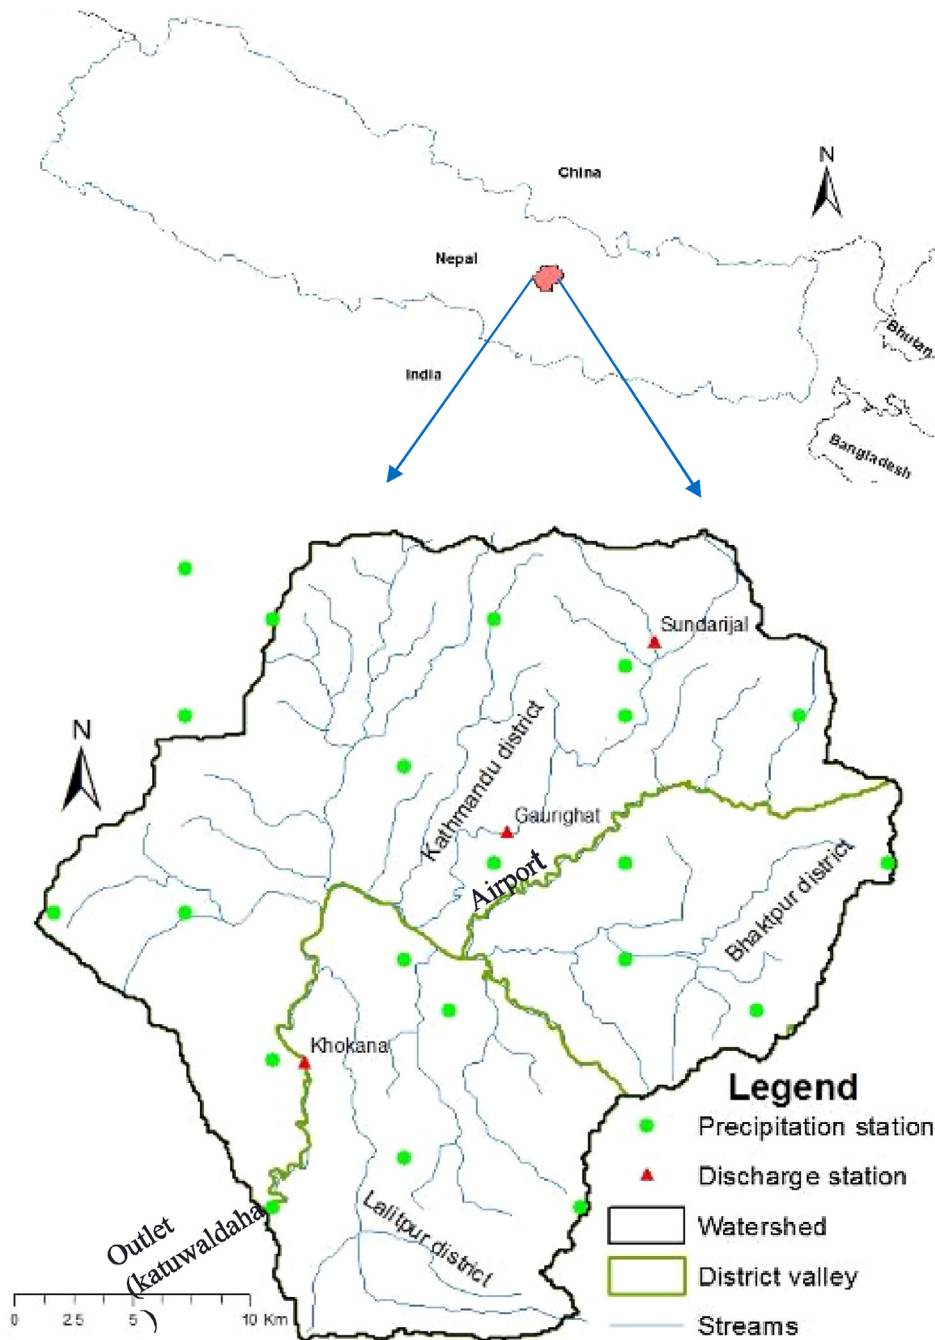 China
N
Nepal
Bhutan
India
Bangladesh
Sundarijal
N
Kathmandu district
Gaurighat
Airport
Bhaktpur district
Khokana
Legend
Precipitation station
Discharge station
Lalitpur district
Outlet
(katuwaldaha
)
Watershed
District valley
Streams
0 2.5 5 10 Km